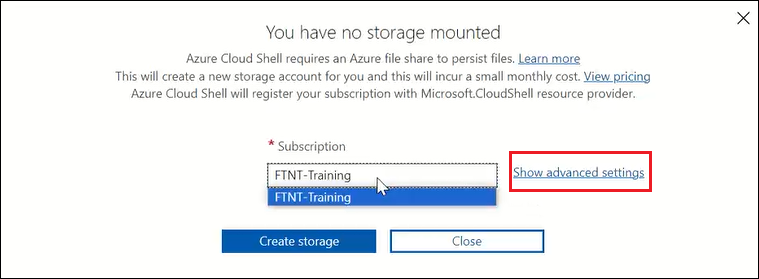 You have no storage mounted
Azure Cloud Shell requires an Azure file share to persist files. Learn more
This will create a new storage account for you and this will incur a small monthly cost. View pricing
Azure Cloud Shell will register your subscription with Microsoft.CloudShell resource provider.
* Subscription
FTNT-Training
Show advanced settings
FTNT-Training
Create storage
Close